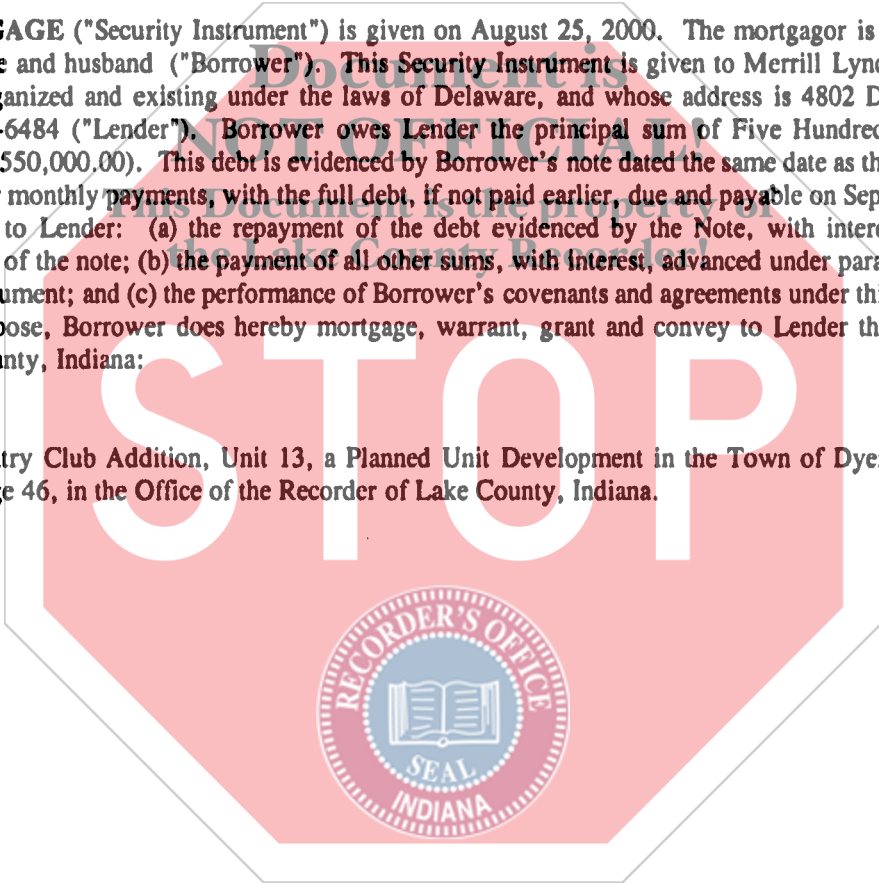 GAGE ("Security Instrument") is given on August 25, 2000. The mortgagor is
e and husband ("Borrower"). This Security Instrument is given to Merrill Lync
ganized and existing under the laws of Delaware, and whose address is 4802 D
-6484 ("Lender"). Borrower owes Lender the principal sum of Five Hundred
550,000.00). This debt is evidenced by Borrower's note dated the same date as th
r monthly payments, with the full debt, if not paid earlier, due and payable on Sep
to Lender: (a) the repayment of the debt evidenced by the Note, with intere
of the note; (b) the payment of all other sums, with interest, advanced under para
ument; and (c) the performance of Borrower's covenants and agreements under thi
pose, Borrower does hereby mortgage, warrant, grant and convey to Lender th
nty, Indiana:
try Club Addition, Unit 13, a Planned Unit Development in the Town of Dyer
ge 46, in the Office of the Recorder of Lake County, Indiana.
Document is
NOT OFFICIAL!
This Document is the property of
the Lake County Recorder!
STOP
RECORDER'S OFFICE
SEAL
INDIANA